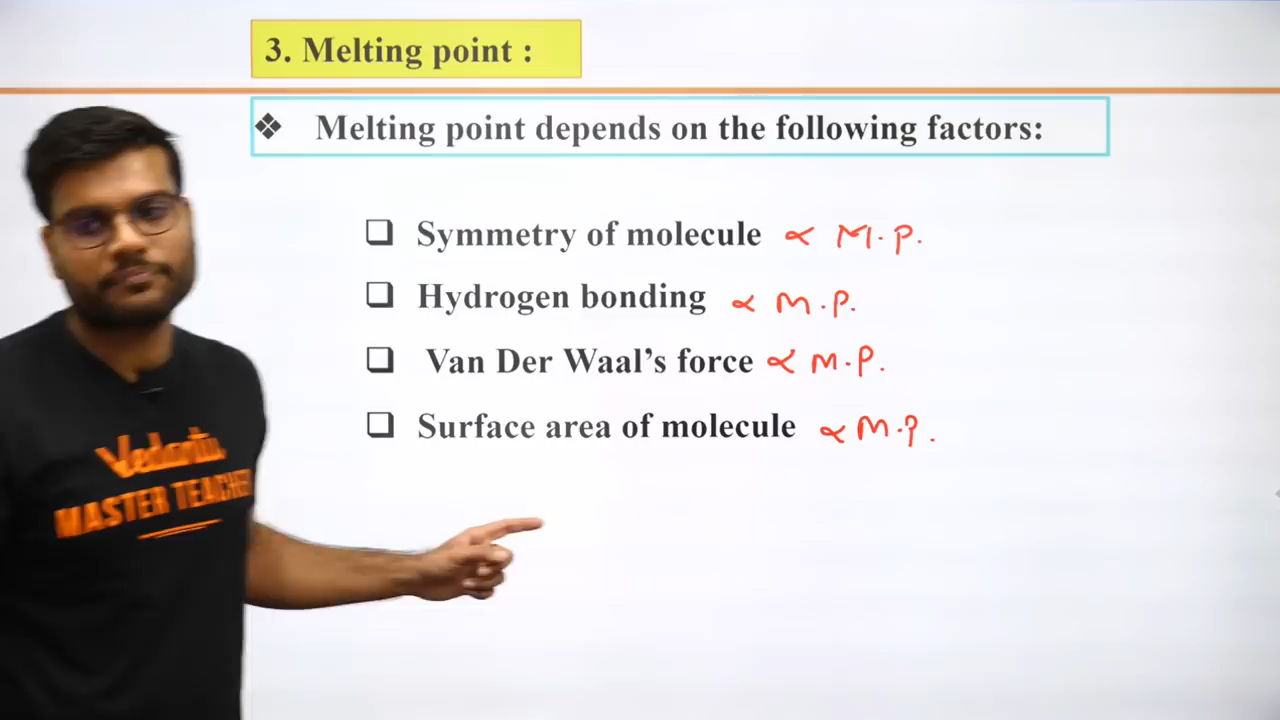 3. Melting point :
❖ Melting point depends on the following factors:
❑ Symmetry of molecule ∝ M.P.
❑ Hydrogen bonding ∝ M.P.
❑ Van Der Waal’s force ∝ M.P.
❑ Surface area of molecule ∝ M.P.
Vedantu
MASTER TEACHER